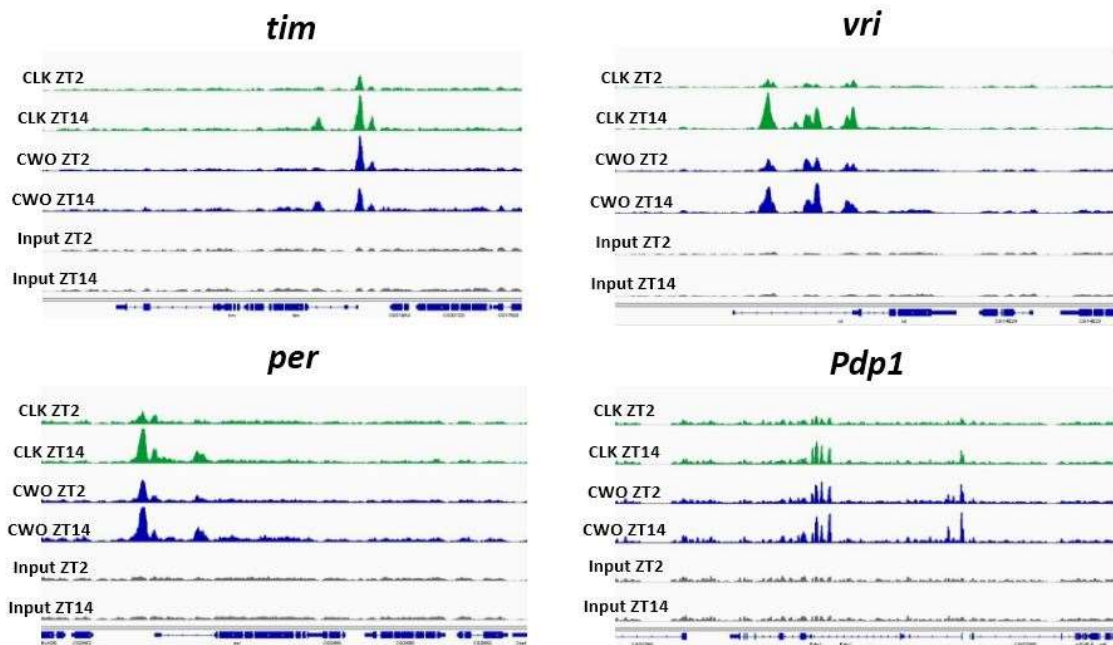 tim
CLK ZT2
CLK ZT14
CWO ZT2
CWO ZT14
Input ZT2
Input ZT14
vri
CLK ZT2
CLK ZT14
CWO ZT2
CWO ZT14
Input ZT2
Input ZT14
per
CLK ZT2
CLK ZT14
CWO ZT2
CWO ZT14
Input ZT2
Input ZT14
Pdp1
CLK ZT2
CLK ZT14
CWO ZT2
CWO ZT14
Input ZT2
Input ZT14